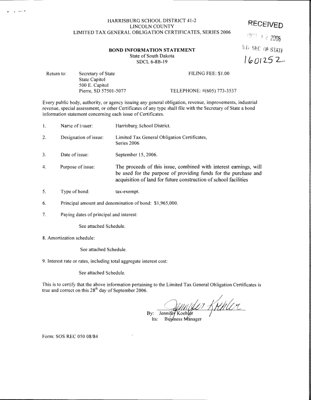 HARRISBURG SCHOOL DISTRICT 41-2
LINCOLN COUNTY
LIMITED TAX GENERAL OBLIGATION CERTIFICATES, SERIES 2006
RECEIVED
2006
SEC OF STATE
1601252
BOND INFORMATION STATEMENT
State of South Dakota
SDCL 6-8B-19
Return to: Secretary of State FILING FEE: $1.00
State Capitol
500 E. Capitol
Pierre, SD 57501-5077 TELEPHONE: #(605) 773-3537
Every public body, authority, or agency issuing any general obligation, revenue, improvements, industrial
revenue, special assessment, or other Certificates of any type shall file with the Secretary of State a bond
information statement concerning each issue of Certificates.
1. Name of issuer: Harrisburg School District.
2. Designation of issue: Limited Tax General Obligation Certificates,
Series 2006
3. Date of issue: September 15, 2006.
4. Purpose of issue: The proceeds of this issue, combined with interest earnings, will
be used for the purpose of providing funds for the purchase and
acquisition of land for future construction of school facilities
5. Type of bond: tax-exempt.
6. Principal amount and denomination of bond: $1,965,000.
7. Paying dates of principal and interest:
See attached Schedule.
8. Amortization schedule:
See attached Schedule.
9. Interest rate or rates, including total aggregate interest cost:
See attached Schedule.
This is to certify that the above information pertaining to the Limited Tax General Obligation Certificates is
true and correct on this 28th day of September 2006.
Jennifer Koehler
By: Jennifer Koehler
Its: Business Manager
Form: SOS REC 050 08/84